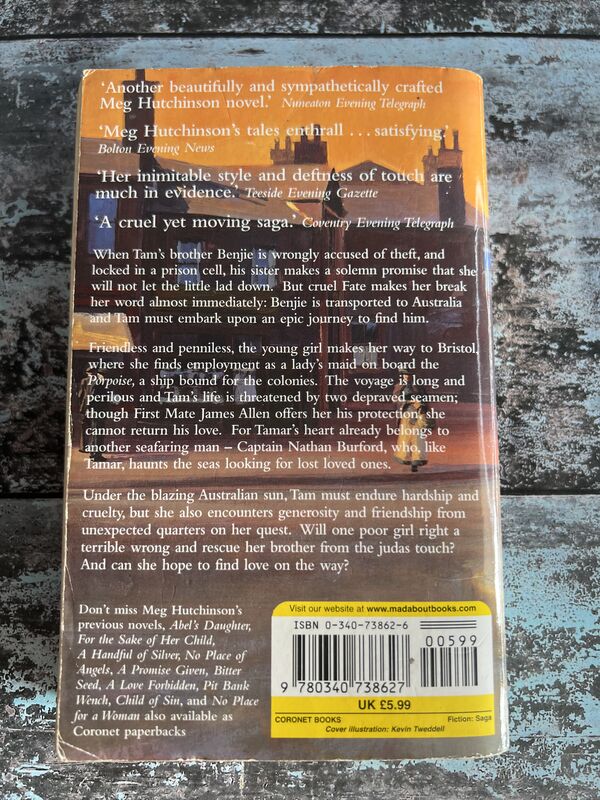 ‘Another beautifully and sympathetically crafted
Meg Hutchinson novel.’ Nuneaton Evening Telegraph
‘Meg Hutchinson’s tales enthrall ... satisfying.’
Bolton Evening News
‘Her inimitable style and deftness of touch are
much in evidence.’ Teeside Evening Gazette
‘A cruel yet moving saga.’ Coventry Evening Telegraph
When Tam’s brother Benjie is wrongly accused of theft, and
locked in a prison cell, his sister makes a solemn promise that she
will not let the little lad down. But cruel Fate makes her break
her word almost immediately: Benjie is transported to Australia
and Tam must embark upon an epic journey to find him.
Friendless and penniless, the young girl makes her way to Bristol,
where she finds employment as a lady’s maid on board the
Porpoise, a ship bound for the colonies. The voyage is long and
perilous and Tam’s life is threatened by two depraved seamen;
though First Mate James Allen offers her his protection, she
cannot return his love. For Tamar’s heart already belongs to
another seafaring man – Captain Nathan Burford, who, like
Tamar, haunts the seas looking for lost loved ones.
Under the blazing Australian sun, Tam must endure hardship and
cruelty, but she also encounters generosity and friendship from
unexpected quarters on her quest. Will one poor girl right a
terrible wrong and rescue her brother from the judas touch?
And can she hope to find love on the way?
Don’t miss Meg Hutchinson’s
previous novels, Abel’s Daughter,
For the Sake of Her Child,
A Handful of Silver, No Place of
Angels, A Promise Given, Bitter
Seed, A Love Forbidden, Pit Bank
Wench, Child of Sin, and No Place
for a Woman also available as
Coronet paperbacks
Visit our website at www.madaboutbooks.com
ISBN 0-340-73862-6
00599
9 780340 738627
UK £5.99
CORONET BOOKS
Fiction: Saga
Cover illustration: Kevin Tweddell